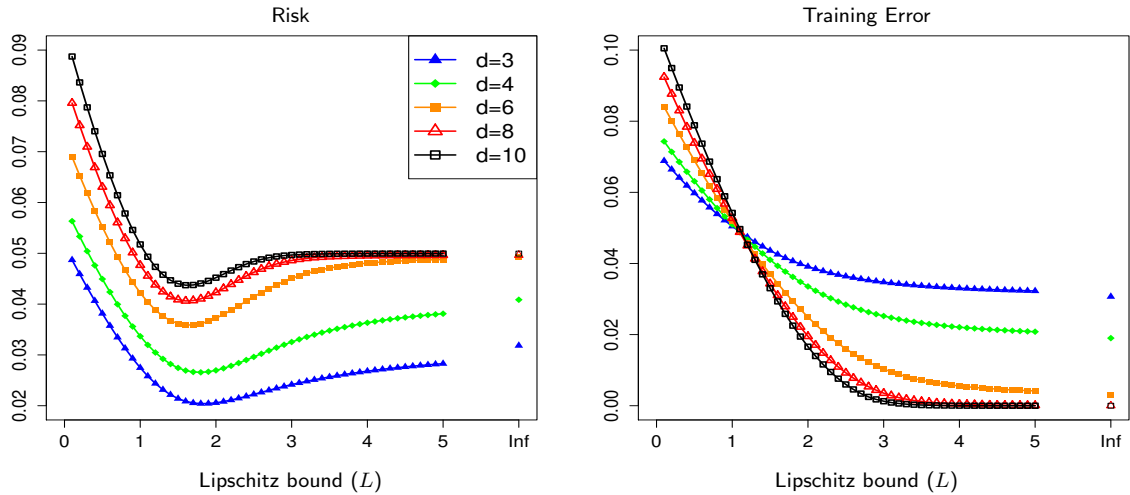 Risk
0.09
0.08
0.07
0.06
0.05
0.04
0.03
0.02
d=3
d=4
d=6
d=8
d=10
0 1 2 3 4 5 Inf
Lipschitz bound (L)
Training Error
0.10
0.08
0.06
0.04
0.02
0.00
0 1 2 3 4 5 Inf
Lipschitz bound (L)